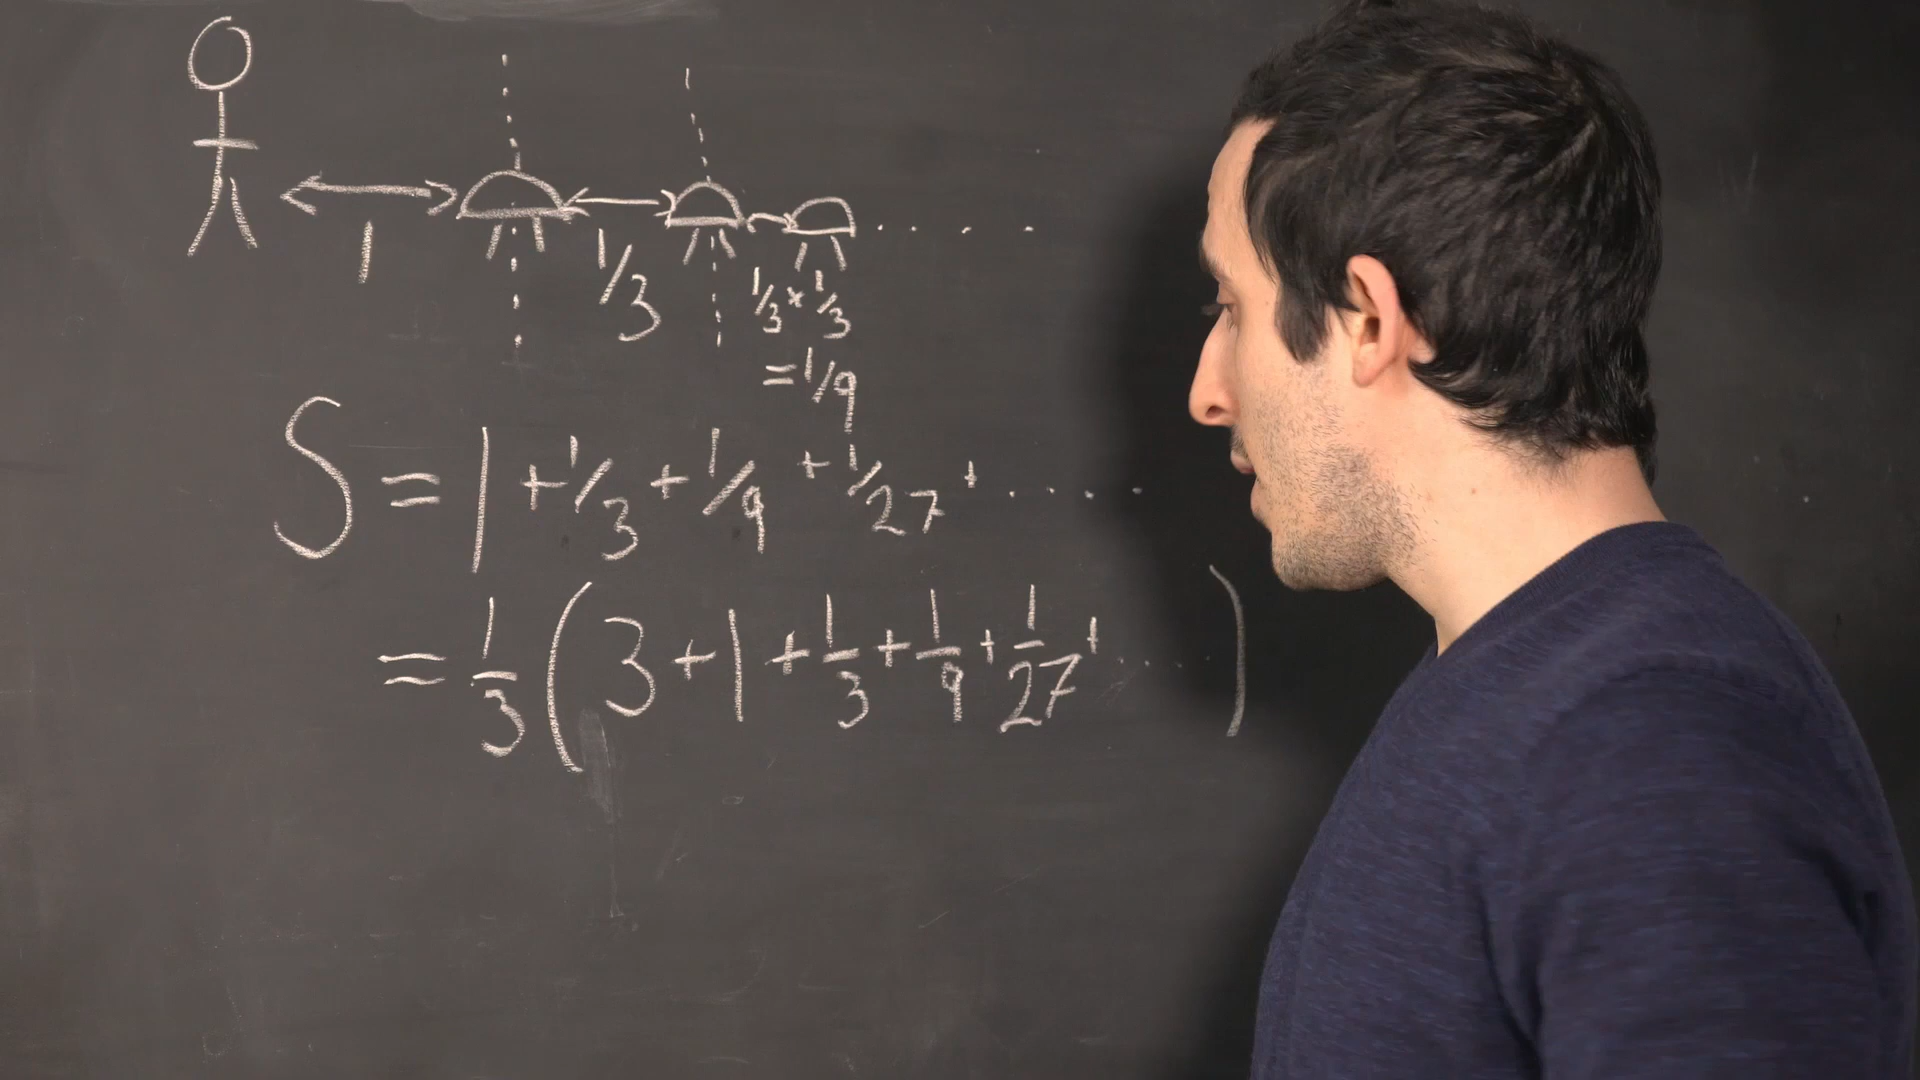 1
1/3
1/3 × 1/3
= 1/9
S = 1 + 1/3 + 1/9 + 1/27 + ....
= 1/3 ( 3 + 1 + 1/3 + 1/9 + 1/27 + .... )